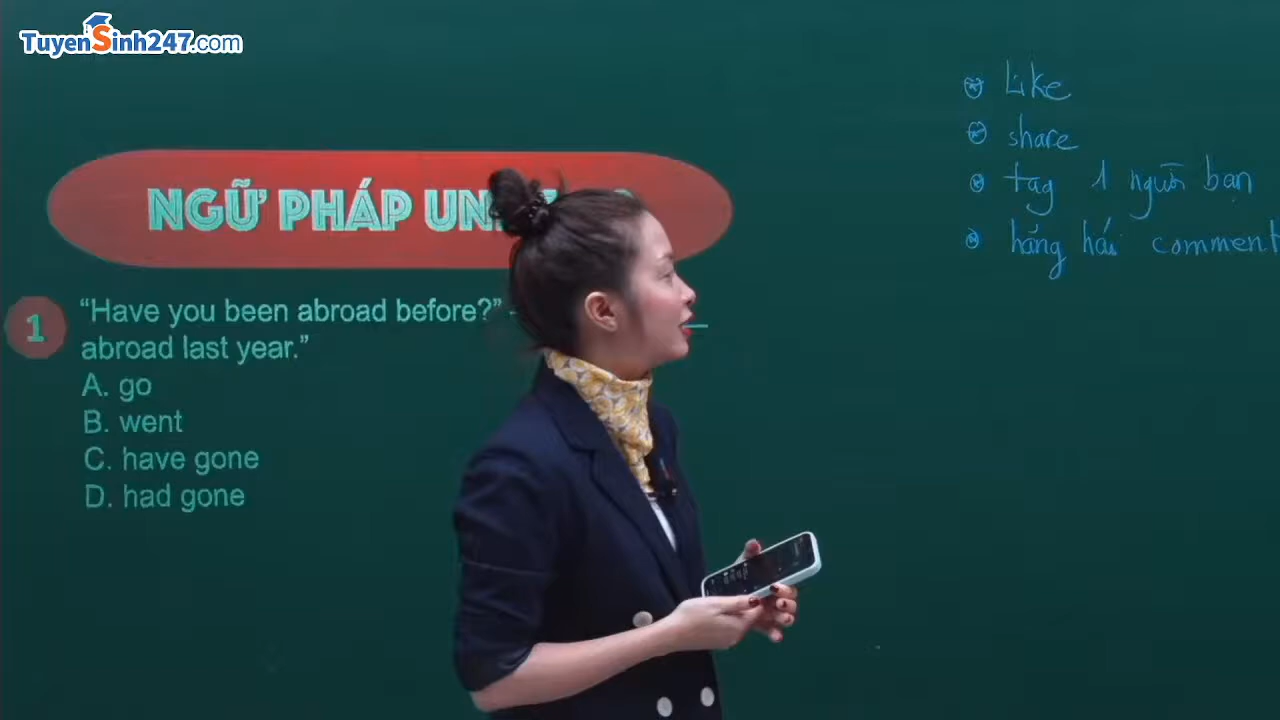 TuyenSinh247.com
Like
share
tag 1 người bạn
hăng hái comment
NGỮ PHÁP
1
“Have you been abroad before?”
abroad last year.”
A. go
B. went
C. have gone
D. had gone